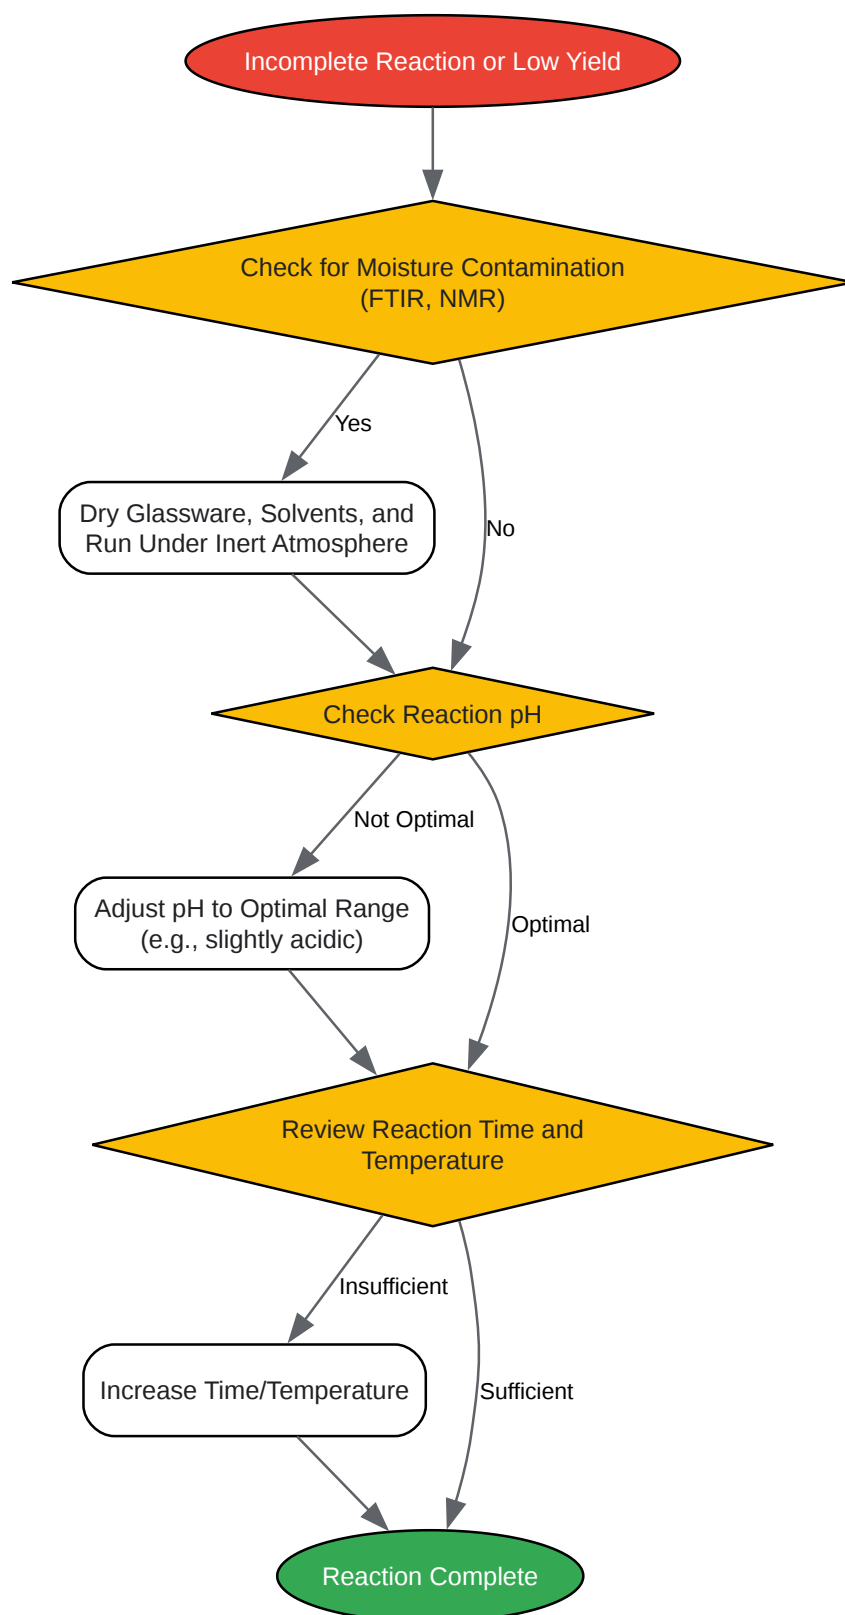 Incomplete Reaction or Low Yield
Check for Moisture Contamination
(FTIR, NMR)
Yes
Dry Glassware, Solvents, and
Run Under Inert Atmosphere
No
Check Reaction pH
Not Optimal
Adjust pH to Optimal Range
(e.g., slightly acidic)
Optimal
Review Reaction Time and
Temperature
Insufficient
Increase Time/Temperature
Sufficient
Reaction Complete